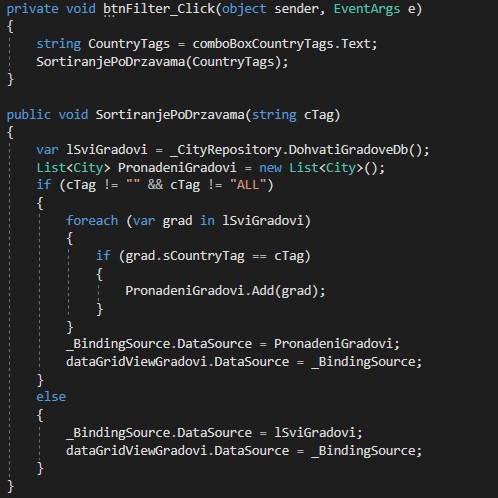 private void btnFilter_Click(object sender, EventArgs e)
{
    string CountryTags = comboBoxCountryTags.Text;
    SortiranjePoDrzavama(CountryTags);
}

public void SortiranjePoDrzavama(string cTag)
{
    var lSviGradovi = _CityRepository.DohvatiGradoveDb();
    List<City> PronadeniGradovi = new List<City>();
    if (cTag != "" && cTag != "ALL")
    {
        foreach (var grad in lSviGradovi)
        {
            if (grad.sCountryTag == cTag)
            {
                PronadeniGradovi.Add(grad);
            }
        }
        _BindingSource.DataSource = PronadeniGradovi;
        dataGridViewGradovi.DataSource = _BindingSource;
    }
    else
    {
        _BindingSource.DataSource = lSviGradovi;
        dataGridViewGradovi.DataSource = _BindingSource;
    }
}